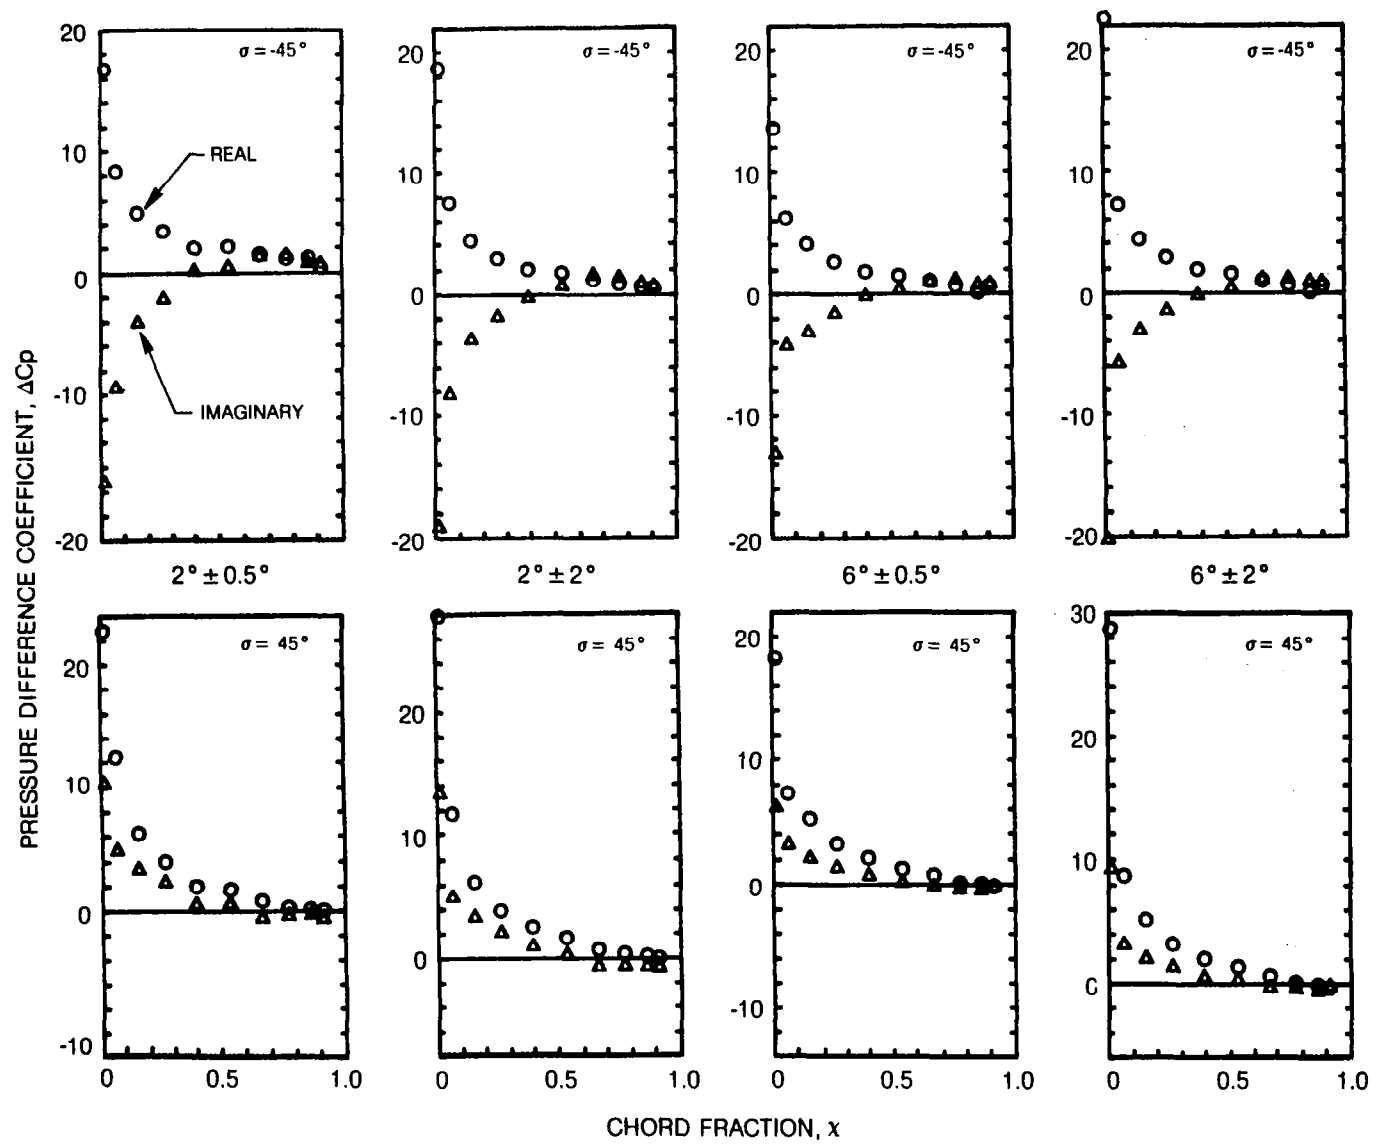 20
σ = -45°
10
REAL
0
-10
IMAGINARY
-20
20
σ = -45°
10
0
-10
-20
20
σ = -45°
10
0
-10
-20
20
σ = -45°
10
0
-10
-20
2° ± 0.5°
2° ± 2°
6° ± 0.5°
6° ± 2°
PRESSURE DIFFERENCE COEFFICIENT, ΔCp
σ = 45°
20
10
0
-10
0 0.5 1.0
σ = 45°
20
10
0
0 0.5 1.0
σ = 45°
20
10
0
-10
0 0.5 1.0
30
σ = 45°
20
10
0
0 0.5 1.0
CHORD FRACTION, χ